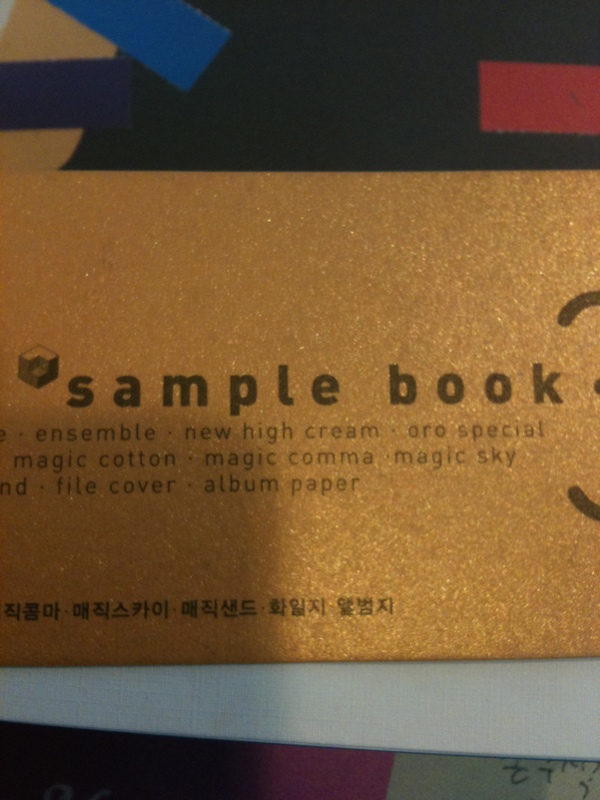 sample book
e · ensemble · new high cream · oro special
magic cotton · magic comma · magic sky
nd · file cover · album paper
직콤마·매직스카이·매직샌드·화일지·앨범지